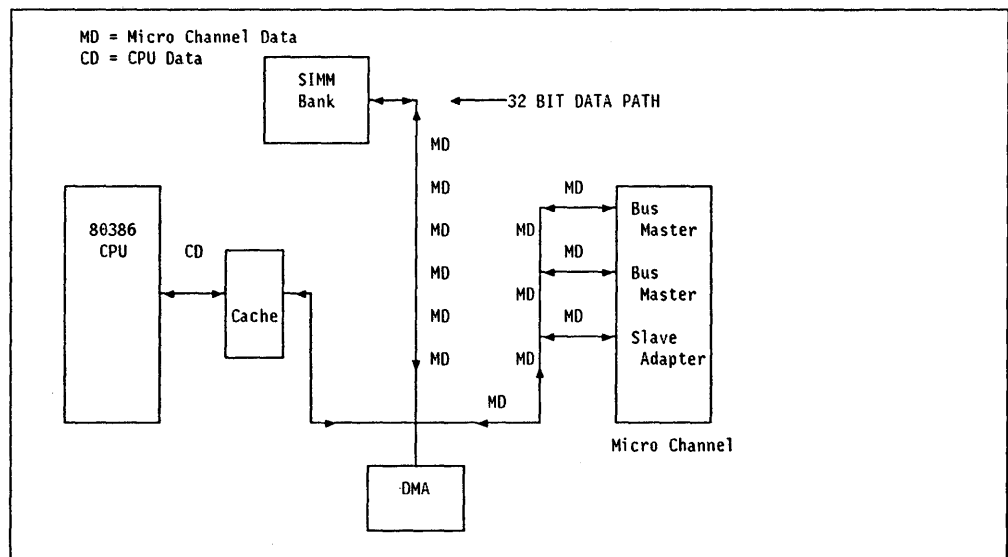 MD = Micro Channel Data
CD = CPU Data
SIMM
Bank
32 BIT DATA PATH
MD
MD
MD
MD
MD
MD
80386
CPU
CD
Cache
MD
MD
MD
MD
MD
MD
MD
Bus
Master
Bus
Master
Slave
Adapter
Micro Channel
DMA